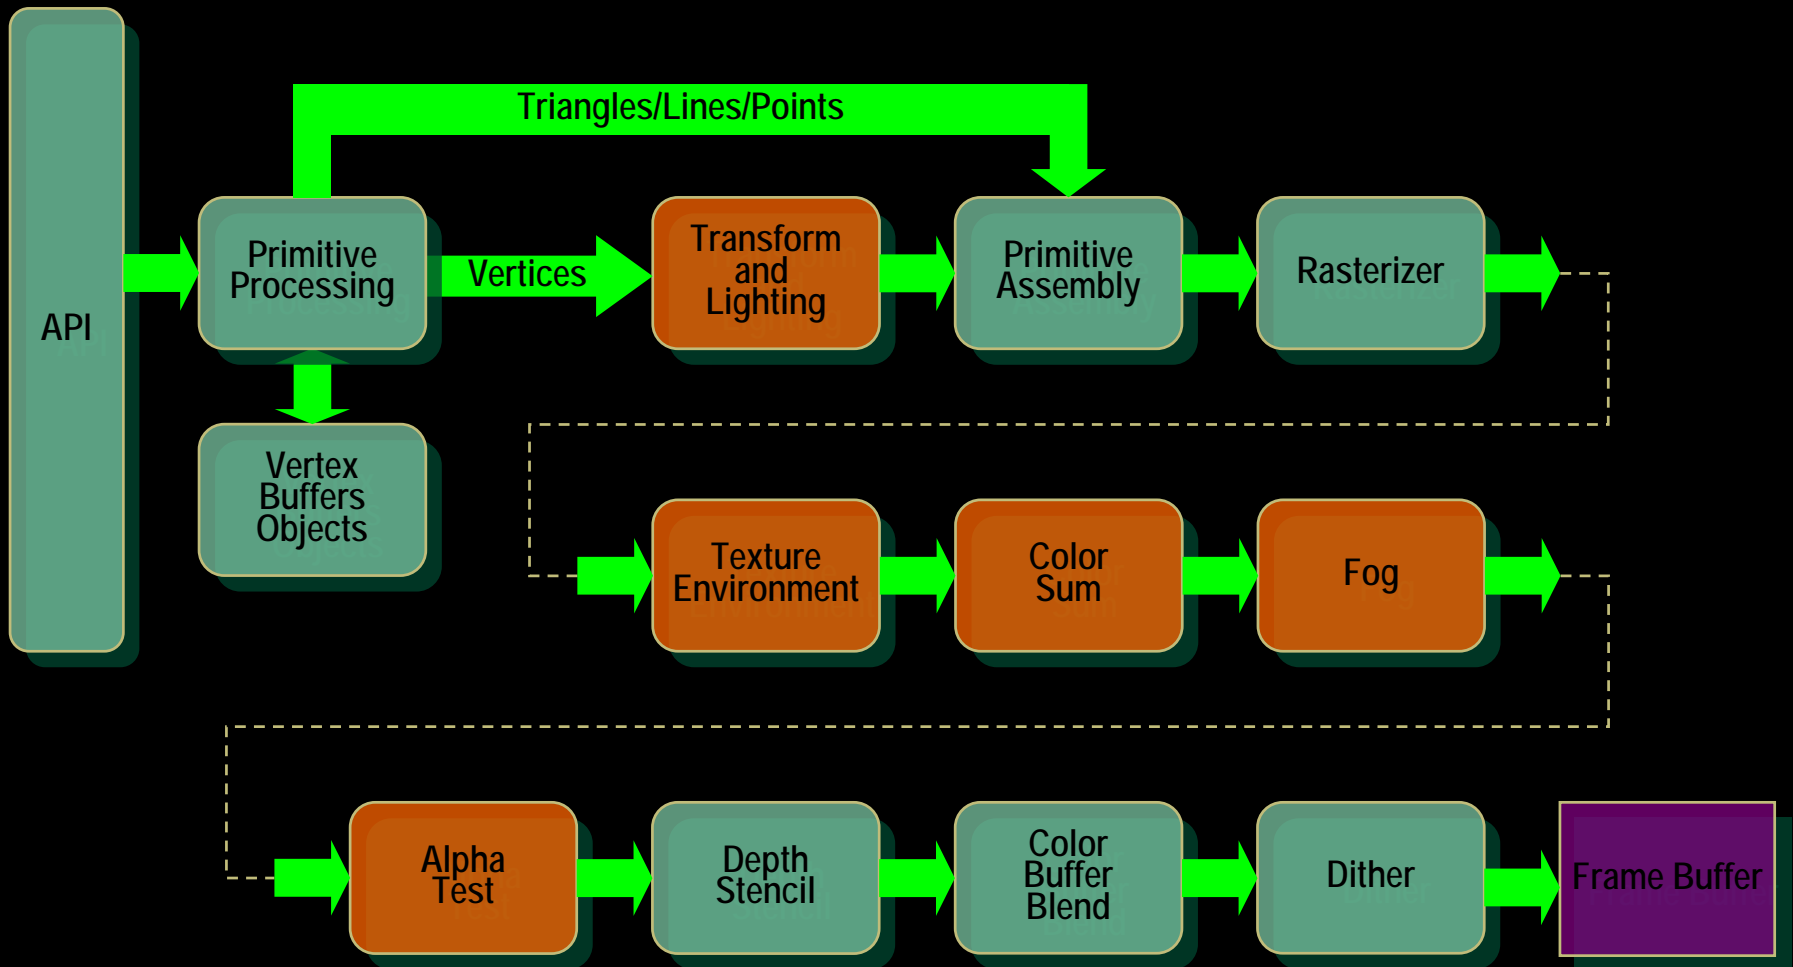 API
Triangles/Lines/Points
Primitive
Processing
Vertices
Transform
and
Lighting
Primitive
Assembly
Rasterizer
Vertex
Buffers
Objects
Texture
Environment
Color
Sum
Fog
Alpha
Test
Depth
Stencil
Color
Buffer
Blend
Dither
Frame Buffer